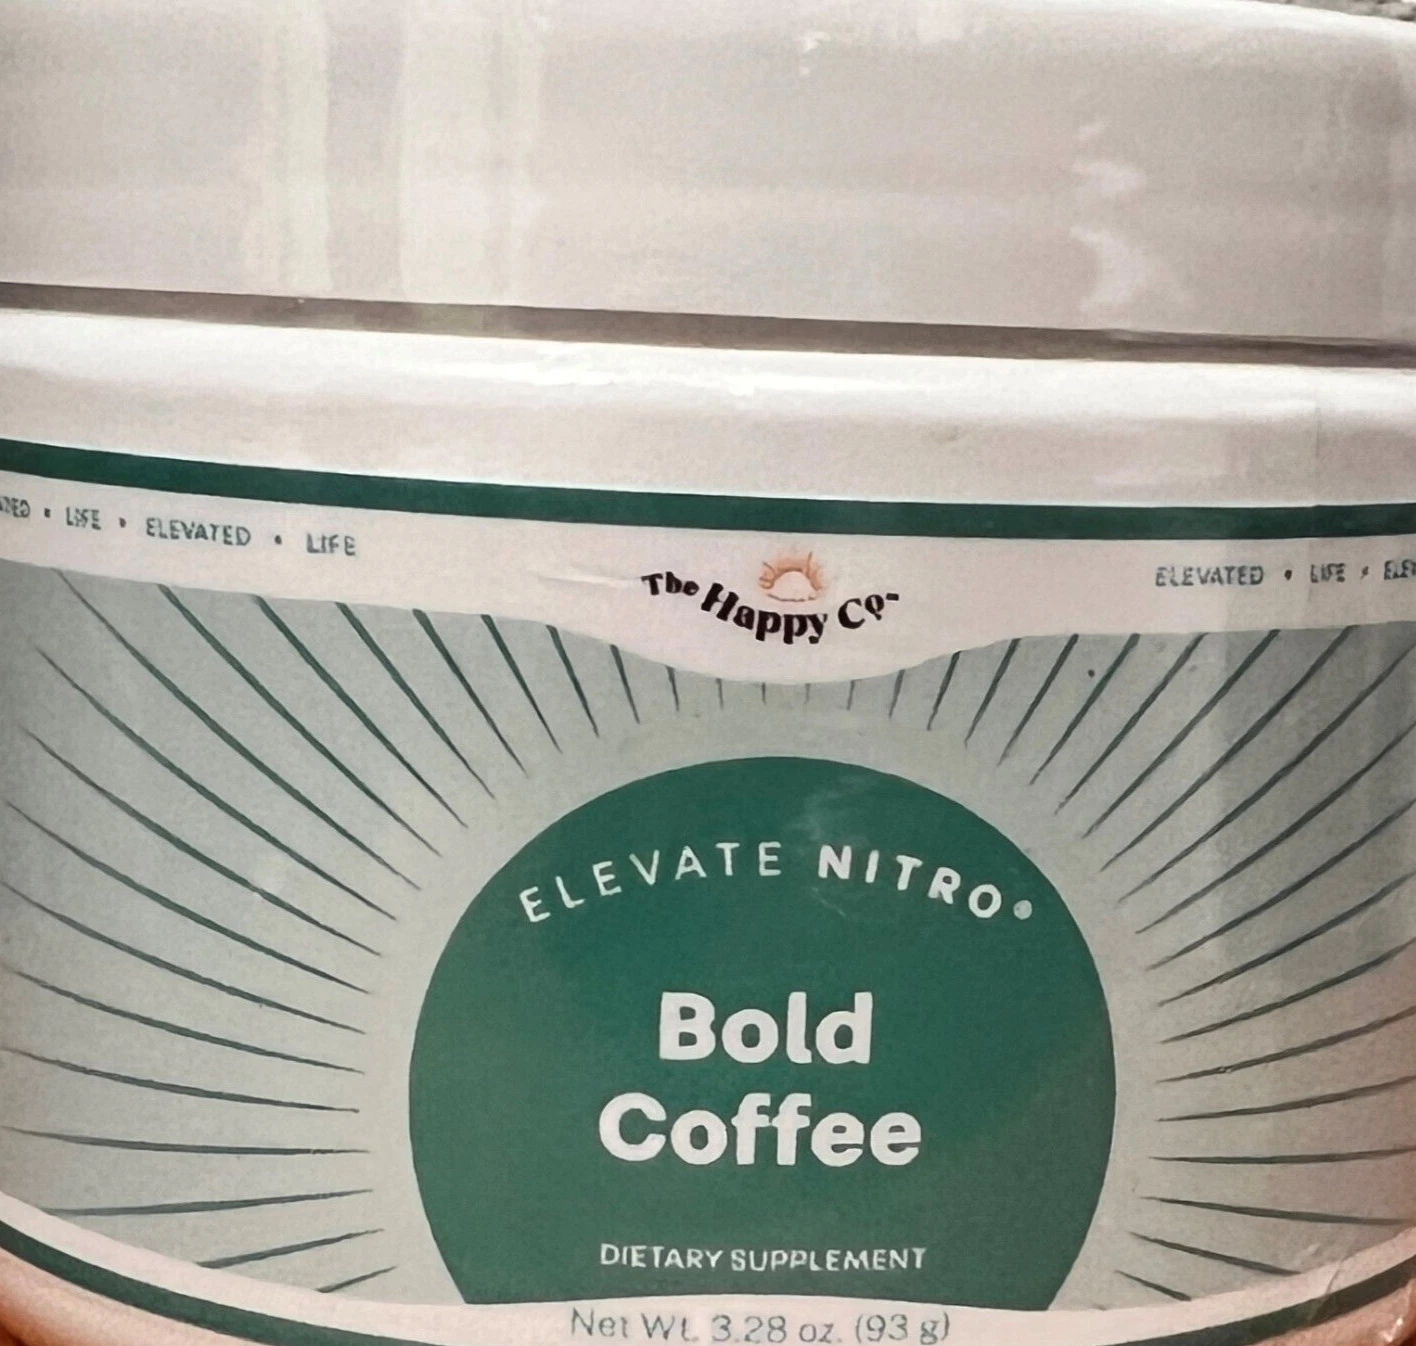 LIFE • ELEVATED • LIFE
The Happy Co™
ELEVATED • LIFE •
ELEVATE NITRO®
Bold
Coffee
DIETARY SUPPLEMENT
Net Wt. 3.28 oz. (93 g)